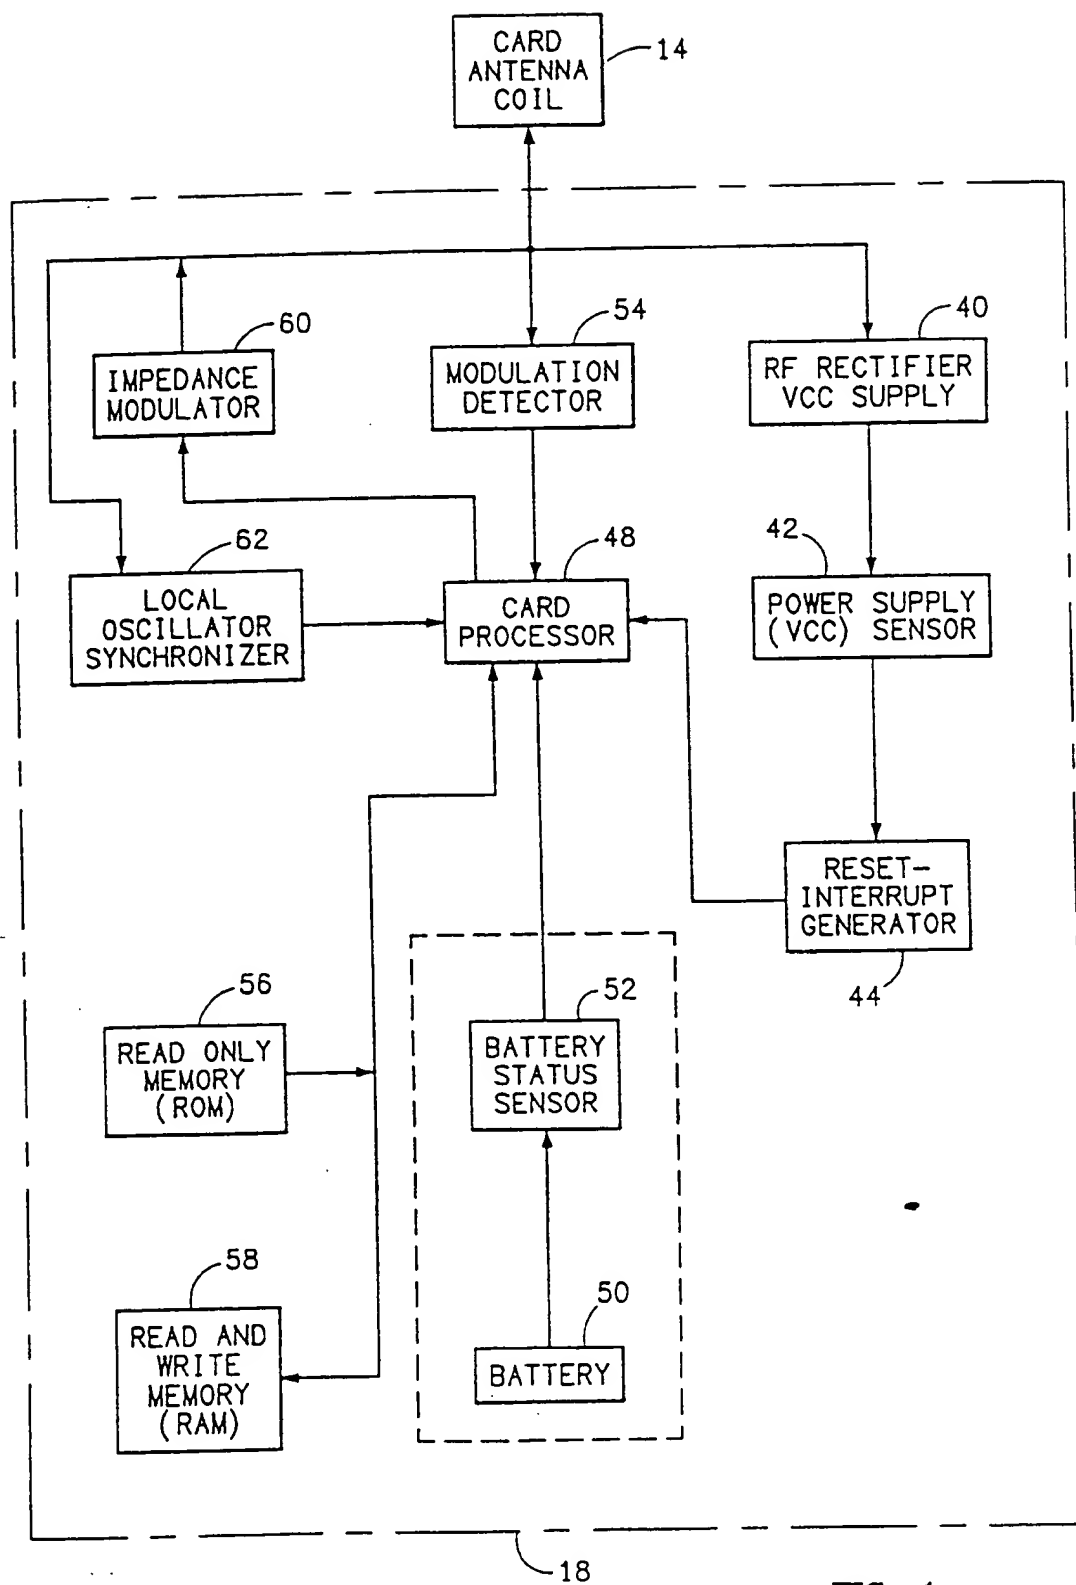 CARD
ANTENNA
COIL
14
60
IMPEDANCE
MODULATOR
54
MODULATION
DETECTOR
40
RF RECTIFIER
VCC SUPPLY
62
LOCAL
OSCILLATOR
SYNCHRONIZER
48
CARD
PROCESSOR
42
POWER SUPPLY
(VCC) SENSOR
RESET-
INTERRUPT
GENERATOR
44
56
READ ONLY
MEMORY
(ROM)
52
BATTERY
STATUS
SENSOR
58
READ AND
WRITE
MEMORY
(RAM)
50
BATTERY
18